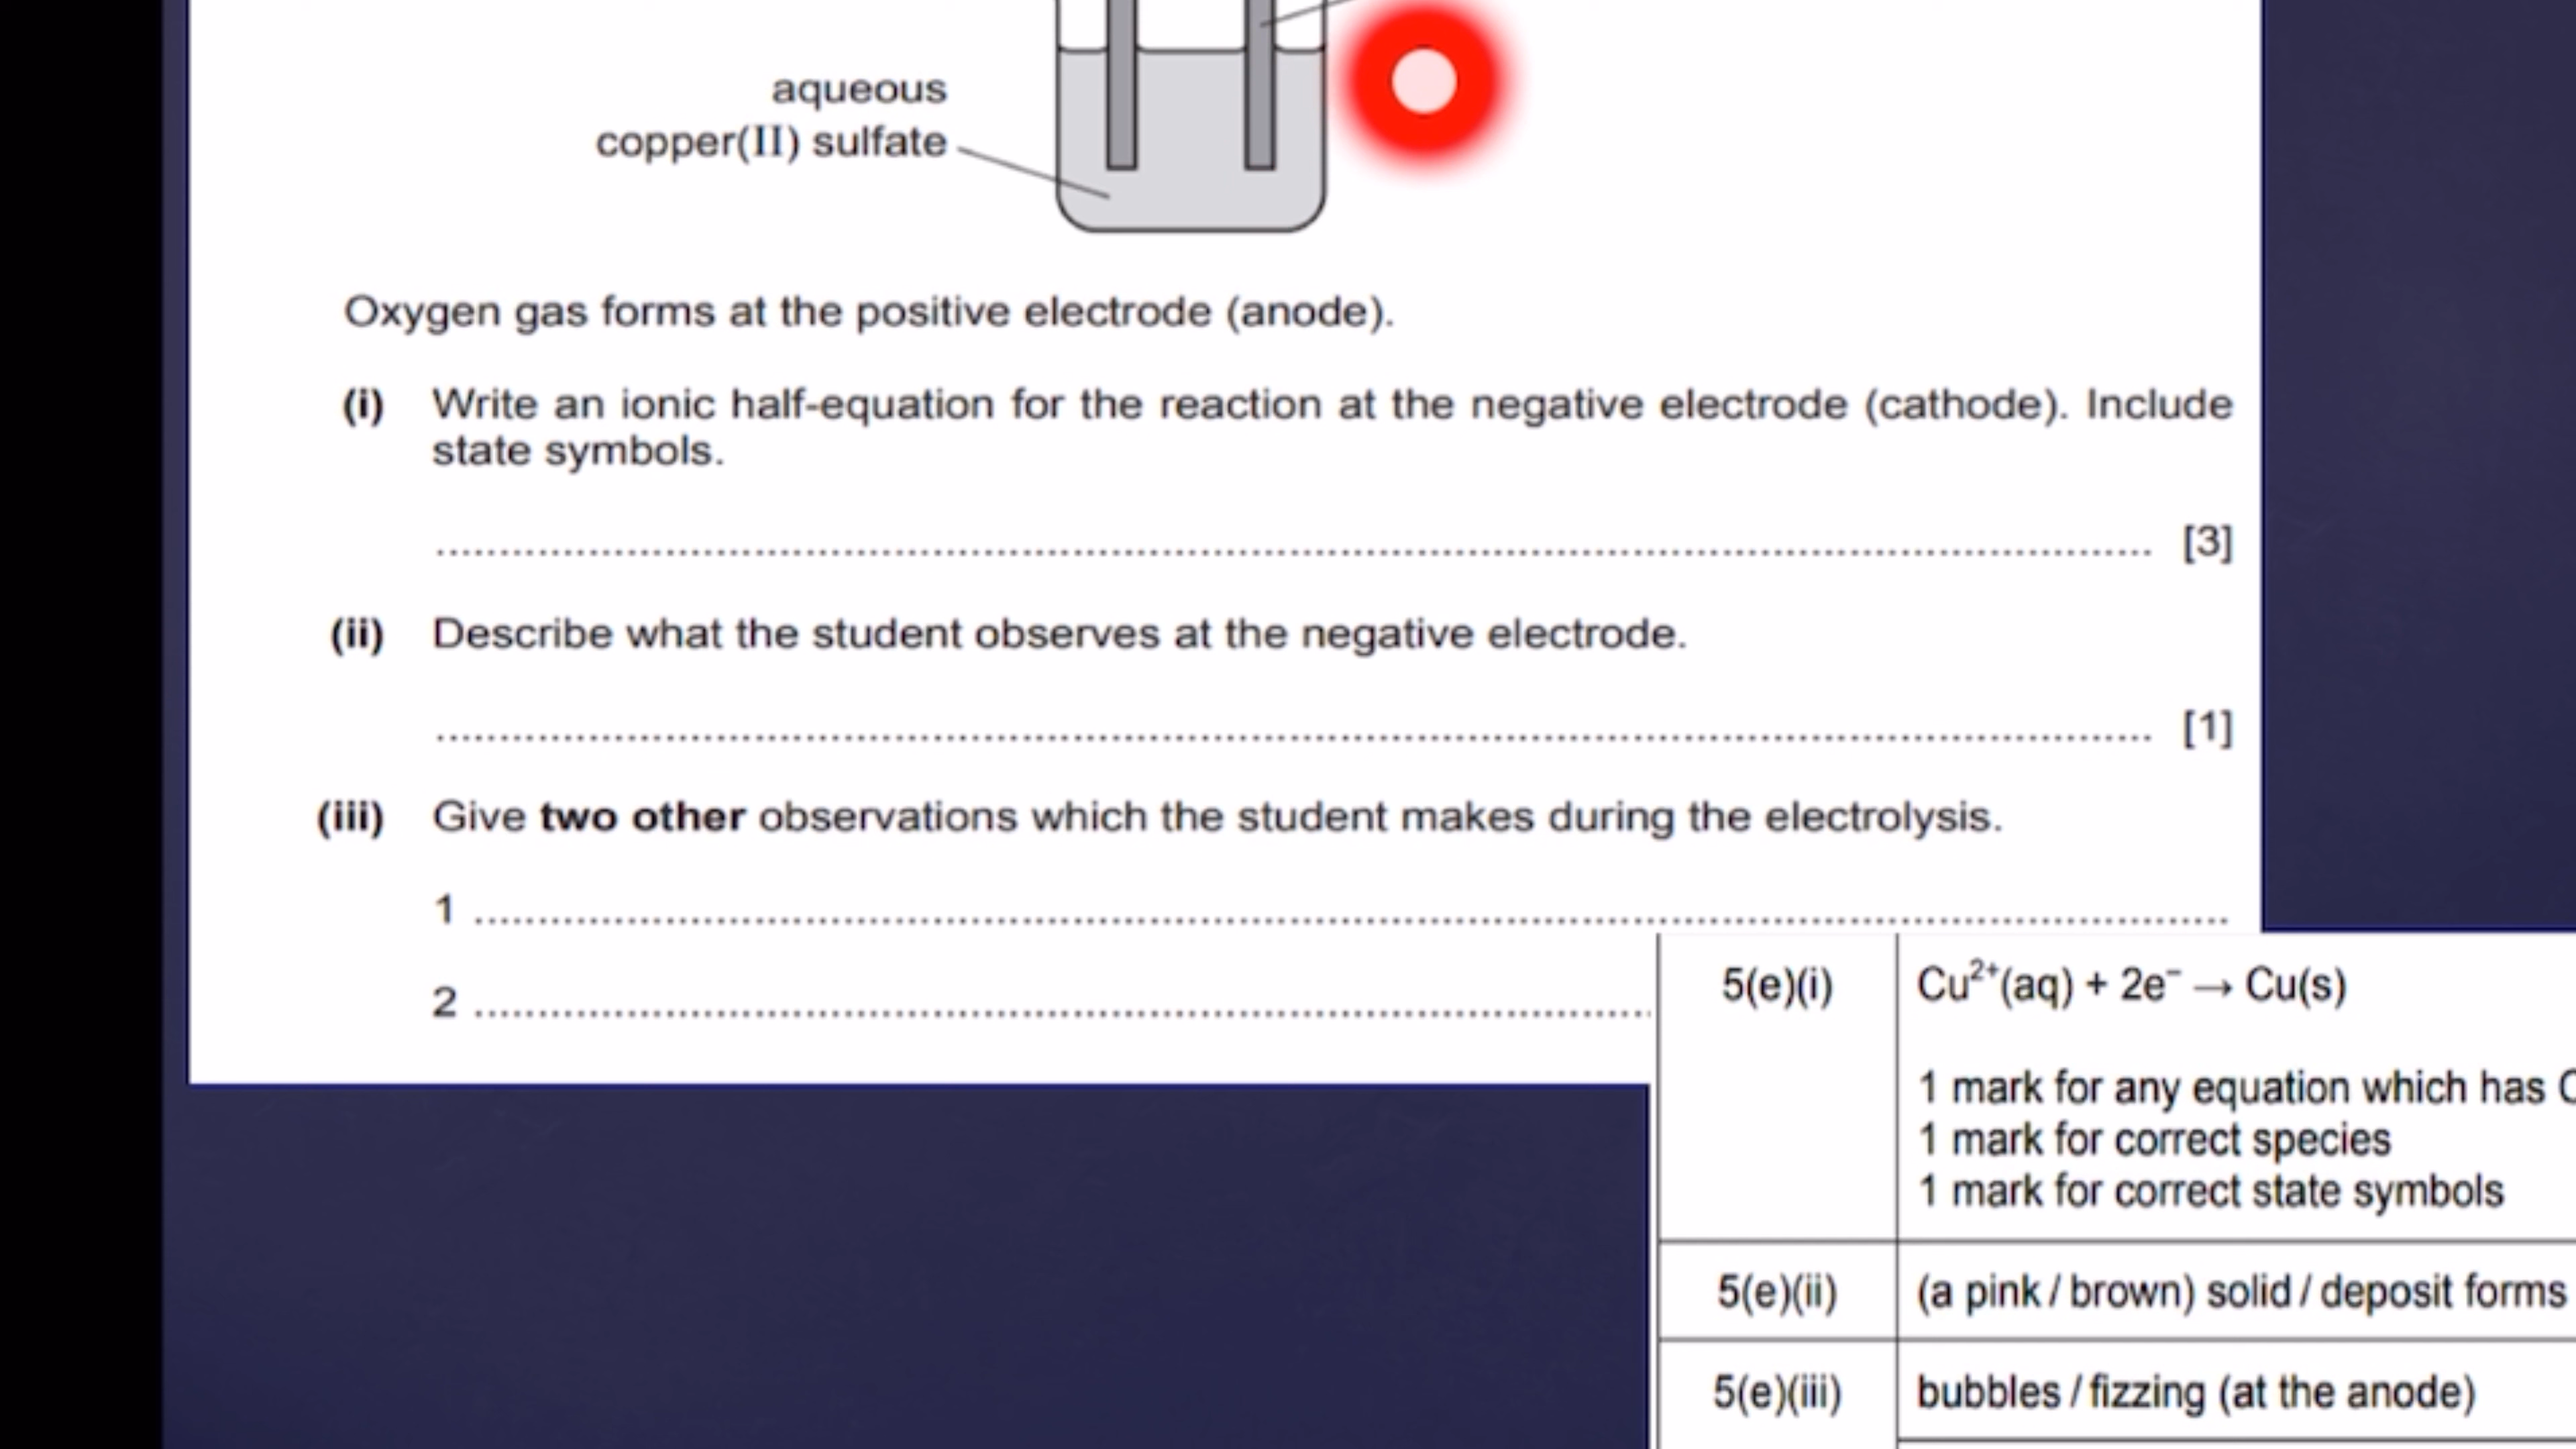 aqueous
copper(II) sulfate
Oxygen gas forms at the positive electrode (anode).
(i) Write an ionic half-equation for the reaction at the negative electrode (cathode). Include
state symbols.
........................................................................ [3]
(ii) Describe what the student observes at the negative electrode.
........................................................................ [1]
(iii) Give two other observations which the student makes during the electrolysis.
1 ........................................................................
2 ........................................................................
5(e)(i) Cu²⁺(aq) + 2e⁻ → Cu(s)
1 mark for any equation which has
1 mark for correct species
1 mark for correct state symbols
5(e)(ii) (a pink / brown) solid / deposit forms
5(e)(iii) bubbles / fizzing (at the anode)